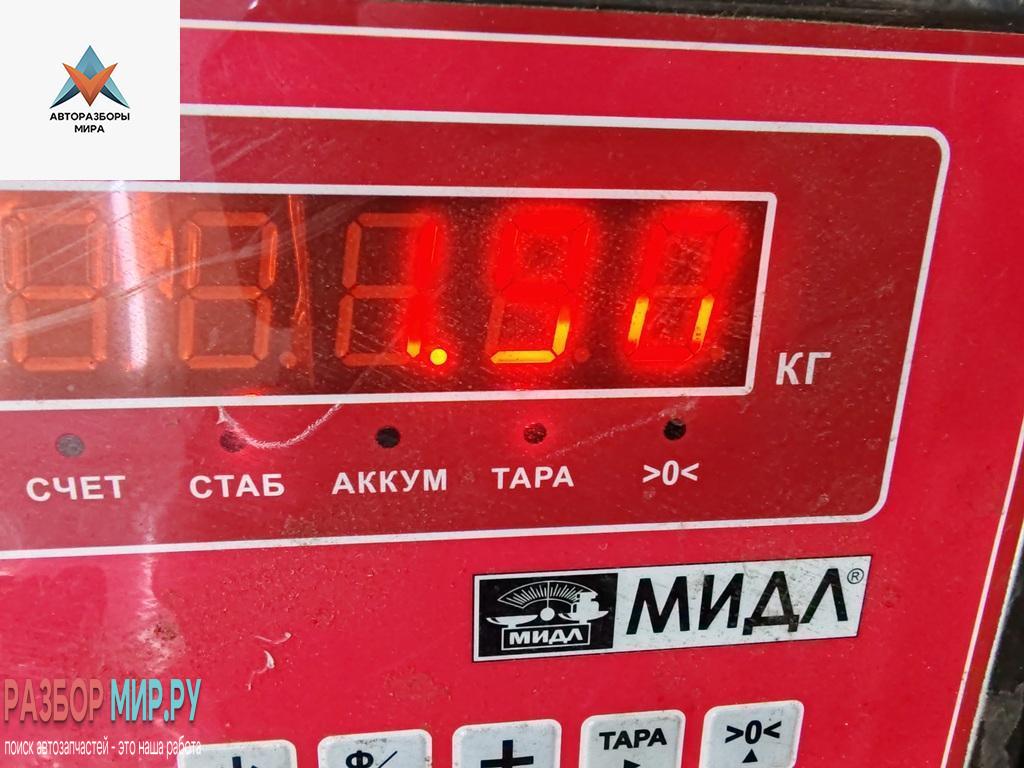 АВТОРАЗБОРЫ
МИРА
1.50
КГ
СЧЕТ СТАБ АККУМ ТАРА >0<
МИДЛ МИДЛ®
РАЗБОР МИР.РУ
поиск автозапчастей - это наша работа
+ ТАРА >0<